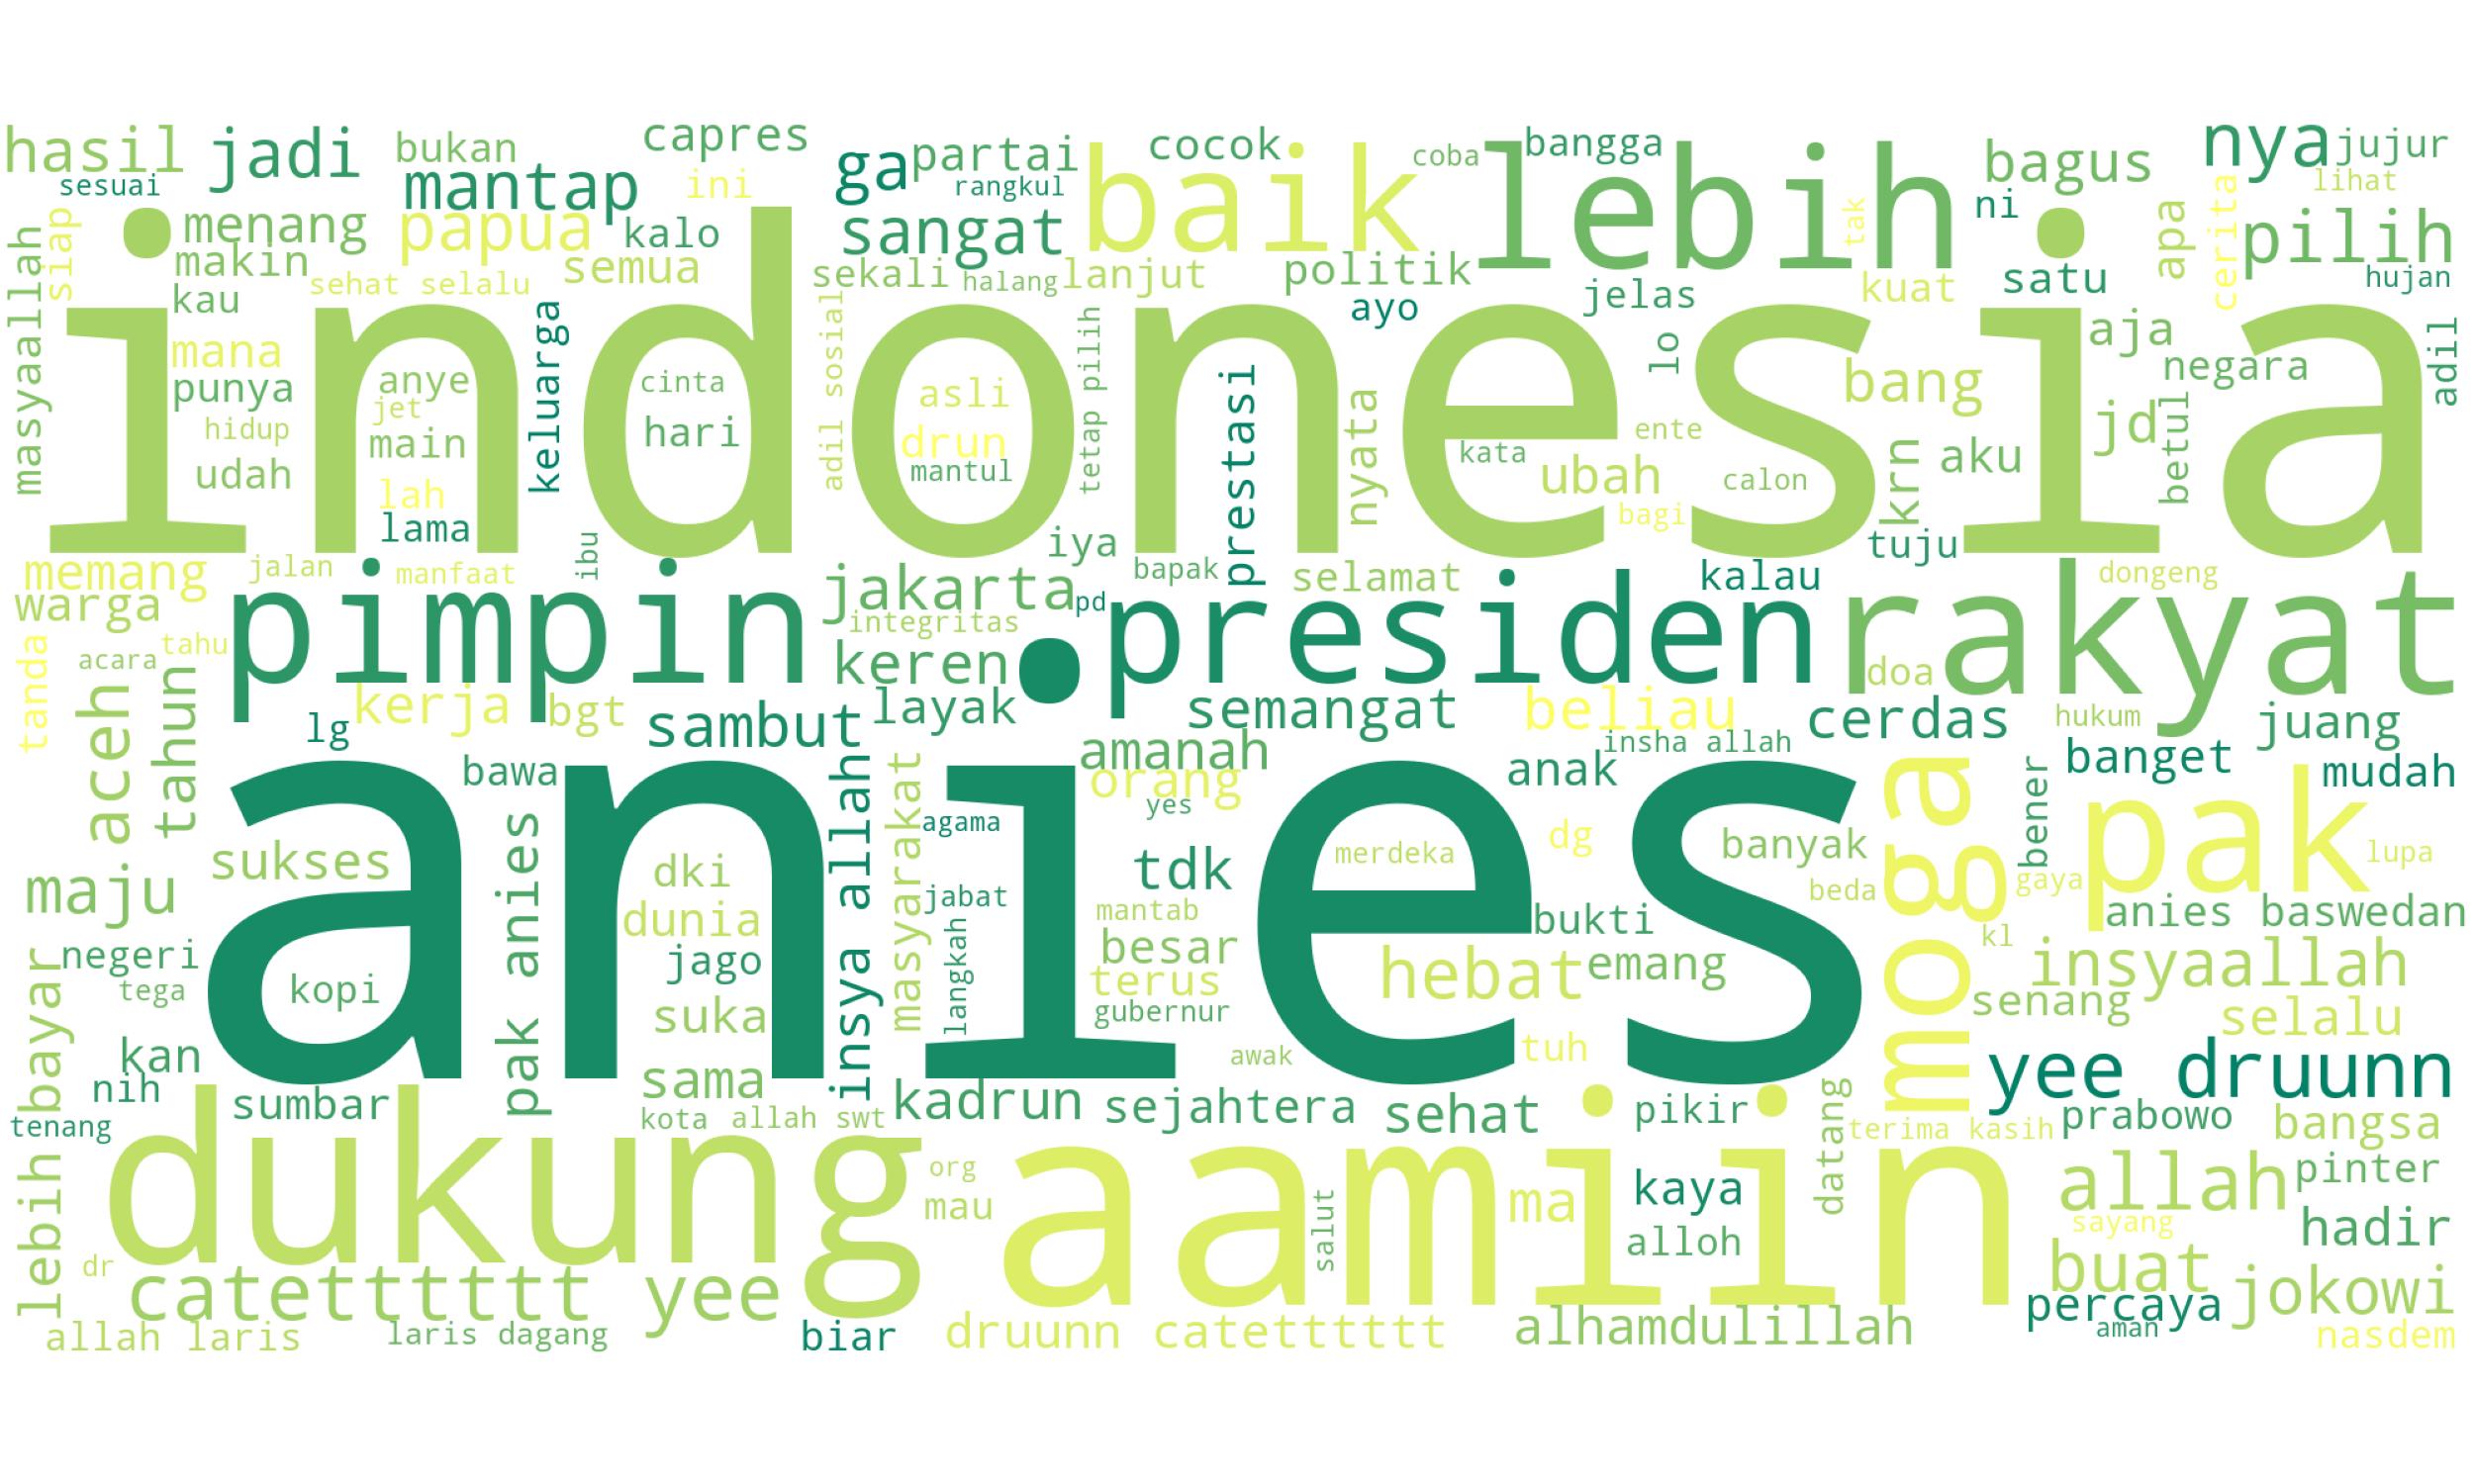 hasil
jadi
bukan
capres
ga
partai
cocok
baik
coba
lebih
bangga
bagus
nya
jujur
sesuai
mantap
ini
rangkul
sangat
tak
ni
lihat
masyaallah
siap
menang
papua
kalo
apa
cerita
pilih
makin
sehat selalu
semua
sekali
halang
lanjut
politik
jelas
kuat
satu
hujan
kau
ayo
indonesia
mana
punya
anye
jet
hidup
main
udah
lah
lama
keluarga
cinta
hari
adil sosial
asli
drun
mantul
tetap pilih
prestasi
nyata
kata
lo
ente
ubah
bagi
calon
bang
krn
aku
aja
negara
jd
betul
adil
iya
tuju
memang
jalan
manfaat
ibu
bapak
selamat
kalau
dongeng
warga
pimpin
jakarta
pd
presiden
rakyat
integritas
tanda
acara
tahu
keren
doa
aceh
tahun
lg
kerja
bgt
sambut
layak
semangat
beliau
cerdas
hukum
juang
anies
bawa
insya allah
masyarakat
amanah
orang
insha allah
anak
moga
banget
mudah
pak anies
yes
agama
bener
pak
sukses
dki
tdk
merdeka
dg
banyak
lupa
maju
dunia
jabat
mantab
beda
gaya
bukti
anies baswedan
negeri
jago
langkah
besar
hebat
emang
kl
insyaallah
tega
kopi
suka
terus
gubernur
senang
selalu
lebih bayar
kan
awak
tuh
nih
sama
yee druunn
tenang
sumbar
kota
allah swt
kadrun
sejahtera
sehat
pikir
datang
terima kasih
prabowo
bangsa
dukung
org
aamiin
mau
salut
ma
kaya
alloh
allah
pinter
sayang
hadir
dr
catettttttt yee
buat
jokowi
percaya
allah laris
laris dagang
biar
druunn catettttttt
alhamdulillah
aman
nasdem